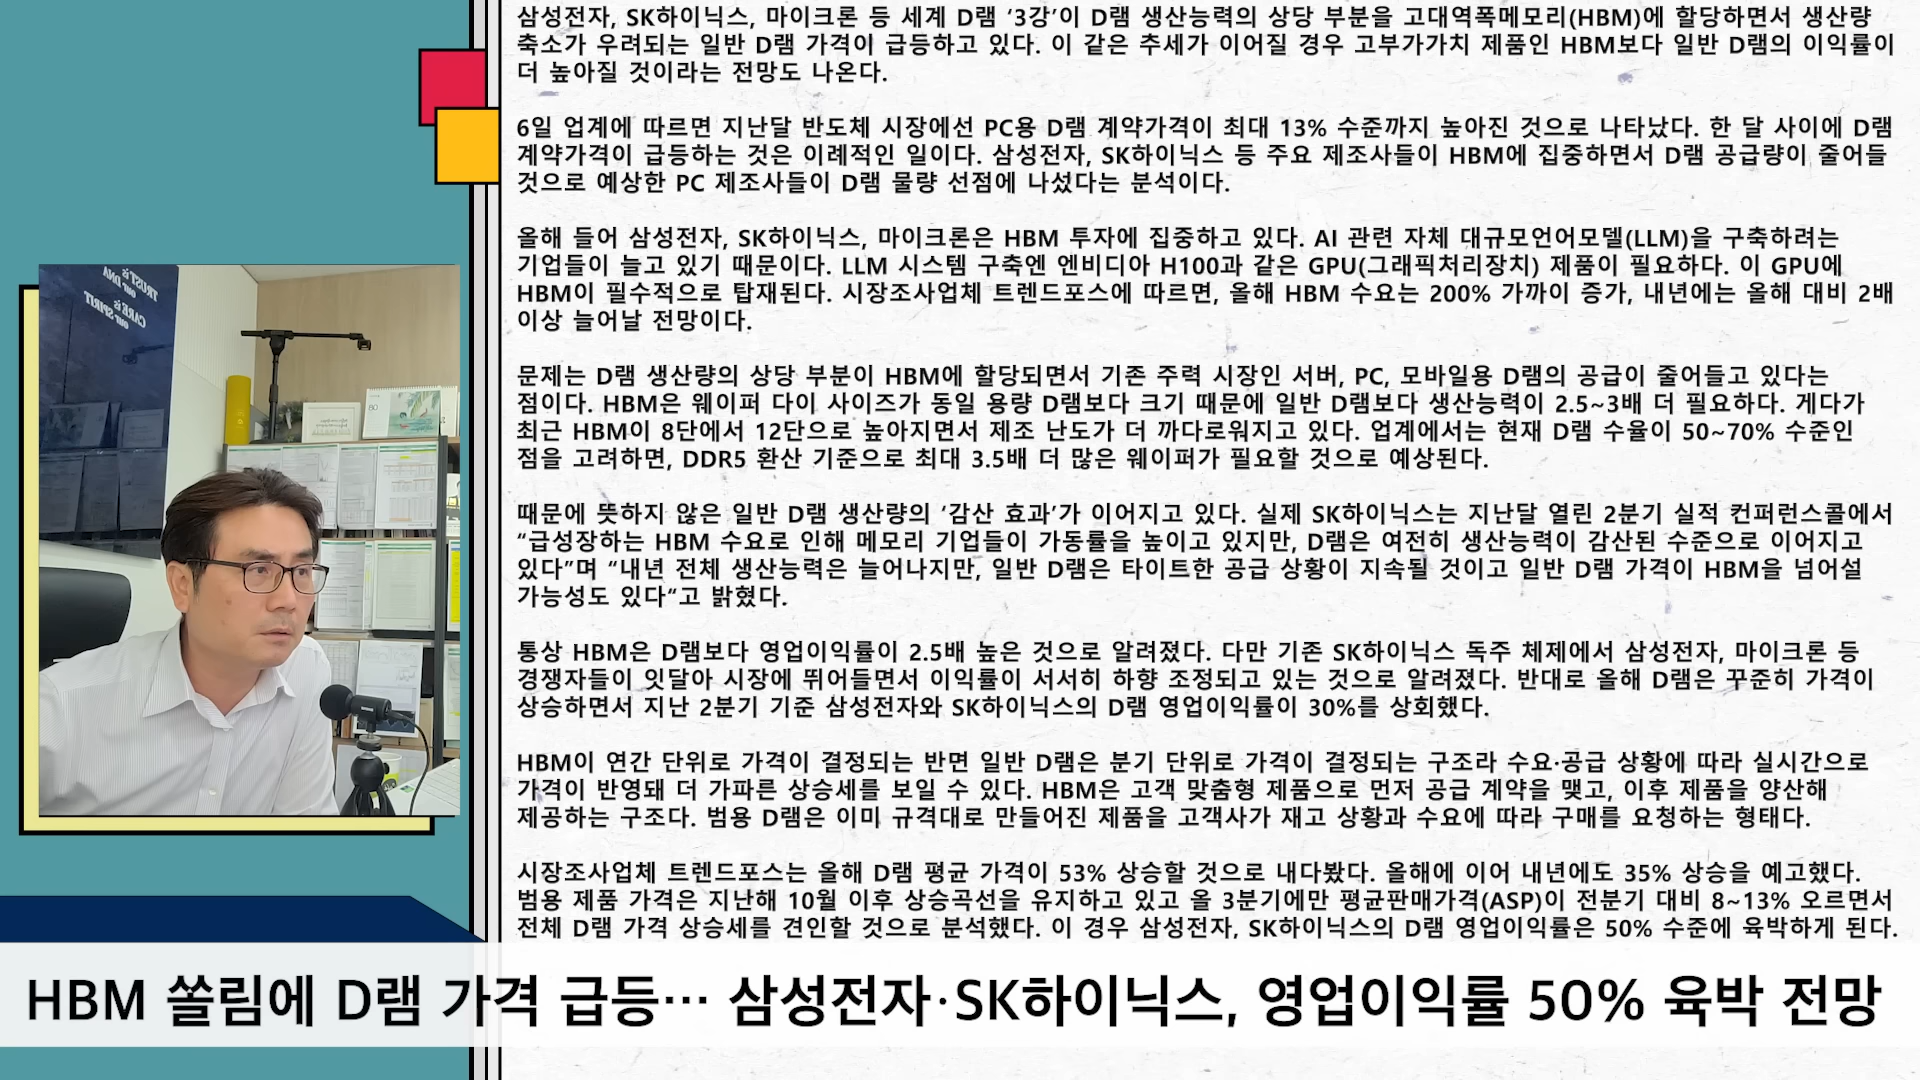 삼성전자, SK하이닉스, 마이크론 등 세계 D램 ‘3강’이 D램 생산능력의 상당 부분을 고대역폭메모리(HBM)에 할당하면서 생산량
축소가 우려되는 일반 D램 가격이 급등하고 있다. 이 같은 추세가 이어질 경우 고부가가치 제품인 HBM보다 일반 D램의 이익률이
더 높아질 것이라는 전망도 나온다.
6일 업계에 따르면 지난달 반도체 시장에선 PC용 D램 계약가격이 최대 13% 수준까지 높아진 것으로 나타났다. 한 달 사이에 D램
계약가격이 급등하는 것은 이례적인 일이다. 삼성전자, SK하이닉스 등 주요 제조사들이 HBM에 집중하면서 D램 공급량이 줄어들
것으로 예상한 PC 제조사들이 D램 물량 선점에 나섰다는 분석이다.
올해 들어 삼성전자, SK하이닉스, 마이크론은 HBM 투자에 집중하고 있다. AI 관련 자체 대규모언어모델(LLM)을 구축하려는
기업들이 늘고 있기 때문이다. LLM 시스템 구축엔 엔비디아 H100과 같은 GPU(그래픽처리장치) 제품이 필요하다. 이 GPU에
HBM이 필수적으로 탑재된다. 시장조사업체 트렌드포스에 따르면, 올해 HBM 수요는 200% 가까이 증가, 내년에는 올해 대비 2배
이상 늘어날 전망이다.
문제는 D램 생산량의 상당 부분이 HBM에 할당되면서 기존 주력 시장인 서버, PC, 모바일용 D램의 공급이 줄어들고 있다는
점이다. HBM은 웨이퍼 다이 사이즈가 동일 용량 D램보다 크기 때문에 일반 D램보다 생산능력이 2.5~3배 더 필요하다. 게다가
최근 HBM이 8단에서 12단으로 높아지면서 제조 난도가 더 까다로워지고 있다. 업계에서는 현재 D램 수율이 50~70% 수준인
점을 고려하면, DDR5 환산 기준으로 최대 3.5배 더 많은 웨이퍼가 필요할 것으로 예상된다.
때문에 뜻하지 않은 일반 D램 생산량의 ‘감산 효과’가 이어지고 있다. 실제 SK하이닉스는 지난달 열린 2분기 실적 컨퍼런스콜에서
“급성장하는 HBM 수요로 인해 메모리 기업들이 가동률을 높이고 있지만, D램은 여전히 생산능력이 감산된 수준으로 이어지고
있다”며 “내년 전체 생산능력은 늘어나지만, 일반 D램은 타이트한 공급 상황이 지속될 것이고 일반 D램 가격이 HBM을 넘어설
가능성도 있다”고 밝혔다.
통상 HBM은 D램보다 영업이익률이 2.5배 높은 것으로 알려졌다. 다만 기존 SK하이닉스 독주 체제에서 삼성전자, 마이크론 등
경쟁자들이 잇달아 시장에 뛰어들면서 이익률이 서서히 하향 조정되고 있는 것으로 알려졌다. 반대로 올해 D램은 꾸준히 가격이
상승하면서 지난 2분기 기준 삼성전자와 SK하이닉스의 D램 영업이익률이 30%를 상회했다.
HBM이 연간 단위로 가격이 결정되는 반면 일반 D램은 분기 단위로 가격이 결정되는 구조라 수요·공급 상황에 따라 실시간으로
가격이 반영돼 더 가파른 상승세를 보일 수 있다. HBM은 고객 맞춤형 제품으로 먼저 공급 계약을 맺고, 이후 제품을 양산해
제공하는 구조다. 범용 D램은 이미 규격대로 만들어진 제품을 고객사가 재고 상황과 수요에 따라 구매를 요청하는 형태다.
시장조사업체 트렌드포스는 올해 D램 평균 가격이 53% 상승할 것으로 내다봤다. 올해에 이어 내년에도 35% 상승을 예고했다.
범용 제품 가격은 지난해 10월 이후 상승곡선을 유지하고 있고 올 3분기에만 평균판매가격(ASP)이 전분기 대비 8~13% 오르면서
전체 D램 가격 상승세를 견인할 것으로 분석했다. 이 경우 삼성전자, SK하이닉스의 D램 영업이익률은 50% 수준에 육박하게 된다.
TRUST is
our DNA
CARE is
our SPIRIT
HBM 쏠림에 D램 가격 급등… 삼성전자·SK하이닉스, 영업이익률 50% 육박 전망